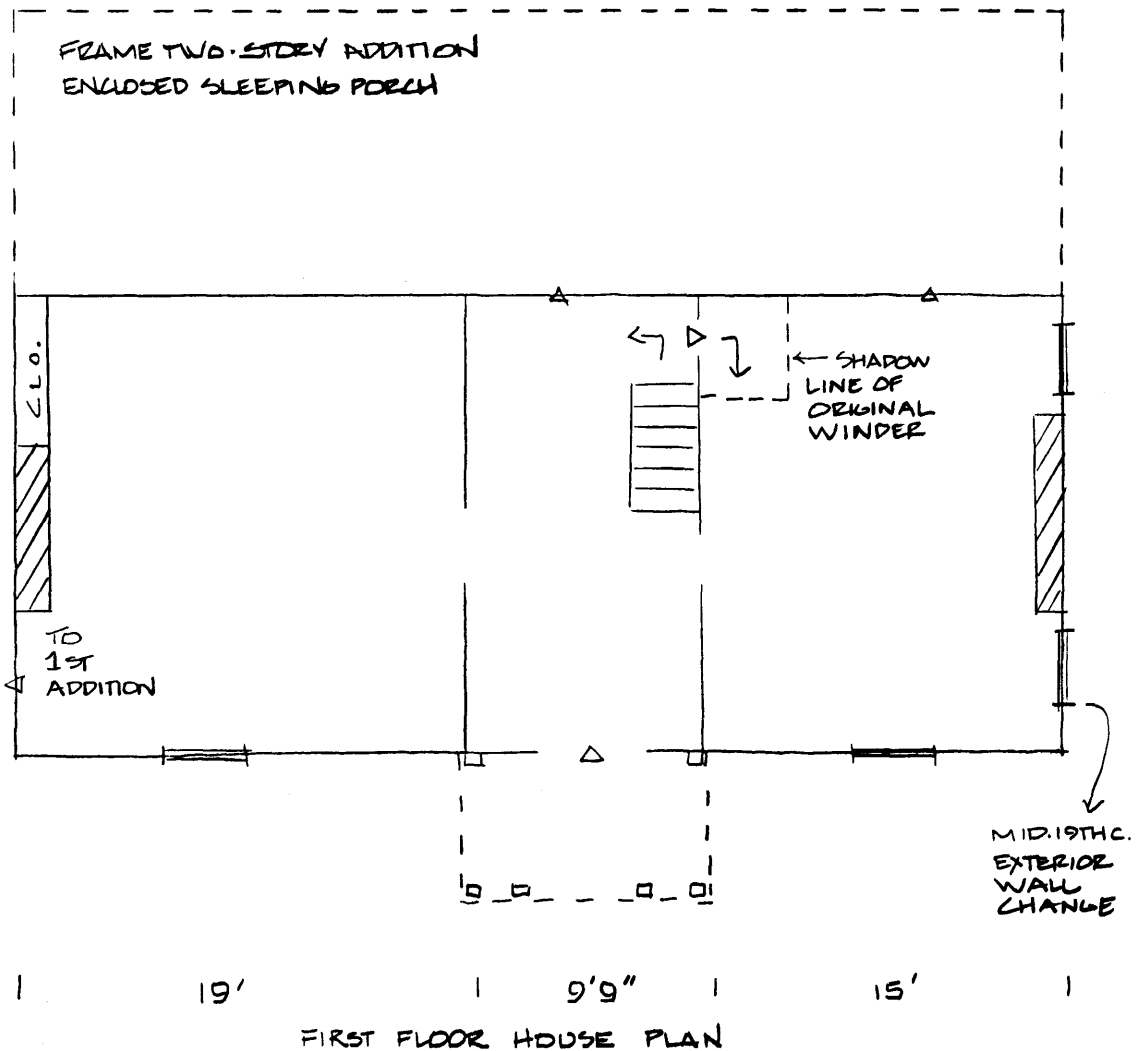 FRAME TWO·STORY ADDITION
ENCLOSED SLEEPING PORCH
CLO.
SHADOW
LINE OF
ORIGINAL
WINDER
TO
1ST
ADDITION
MID.19TH C.
EXTERIOR
WALL
CHANGE
19' 9'9" 15'
FIRST FLOOR HOUSE PLAN